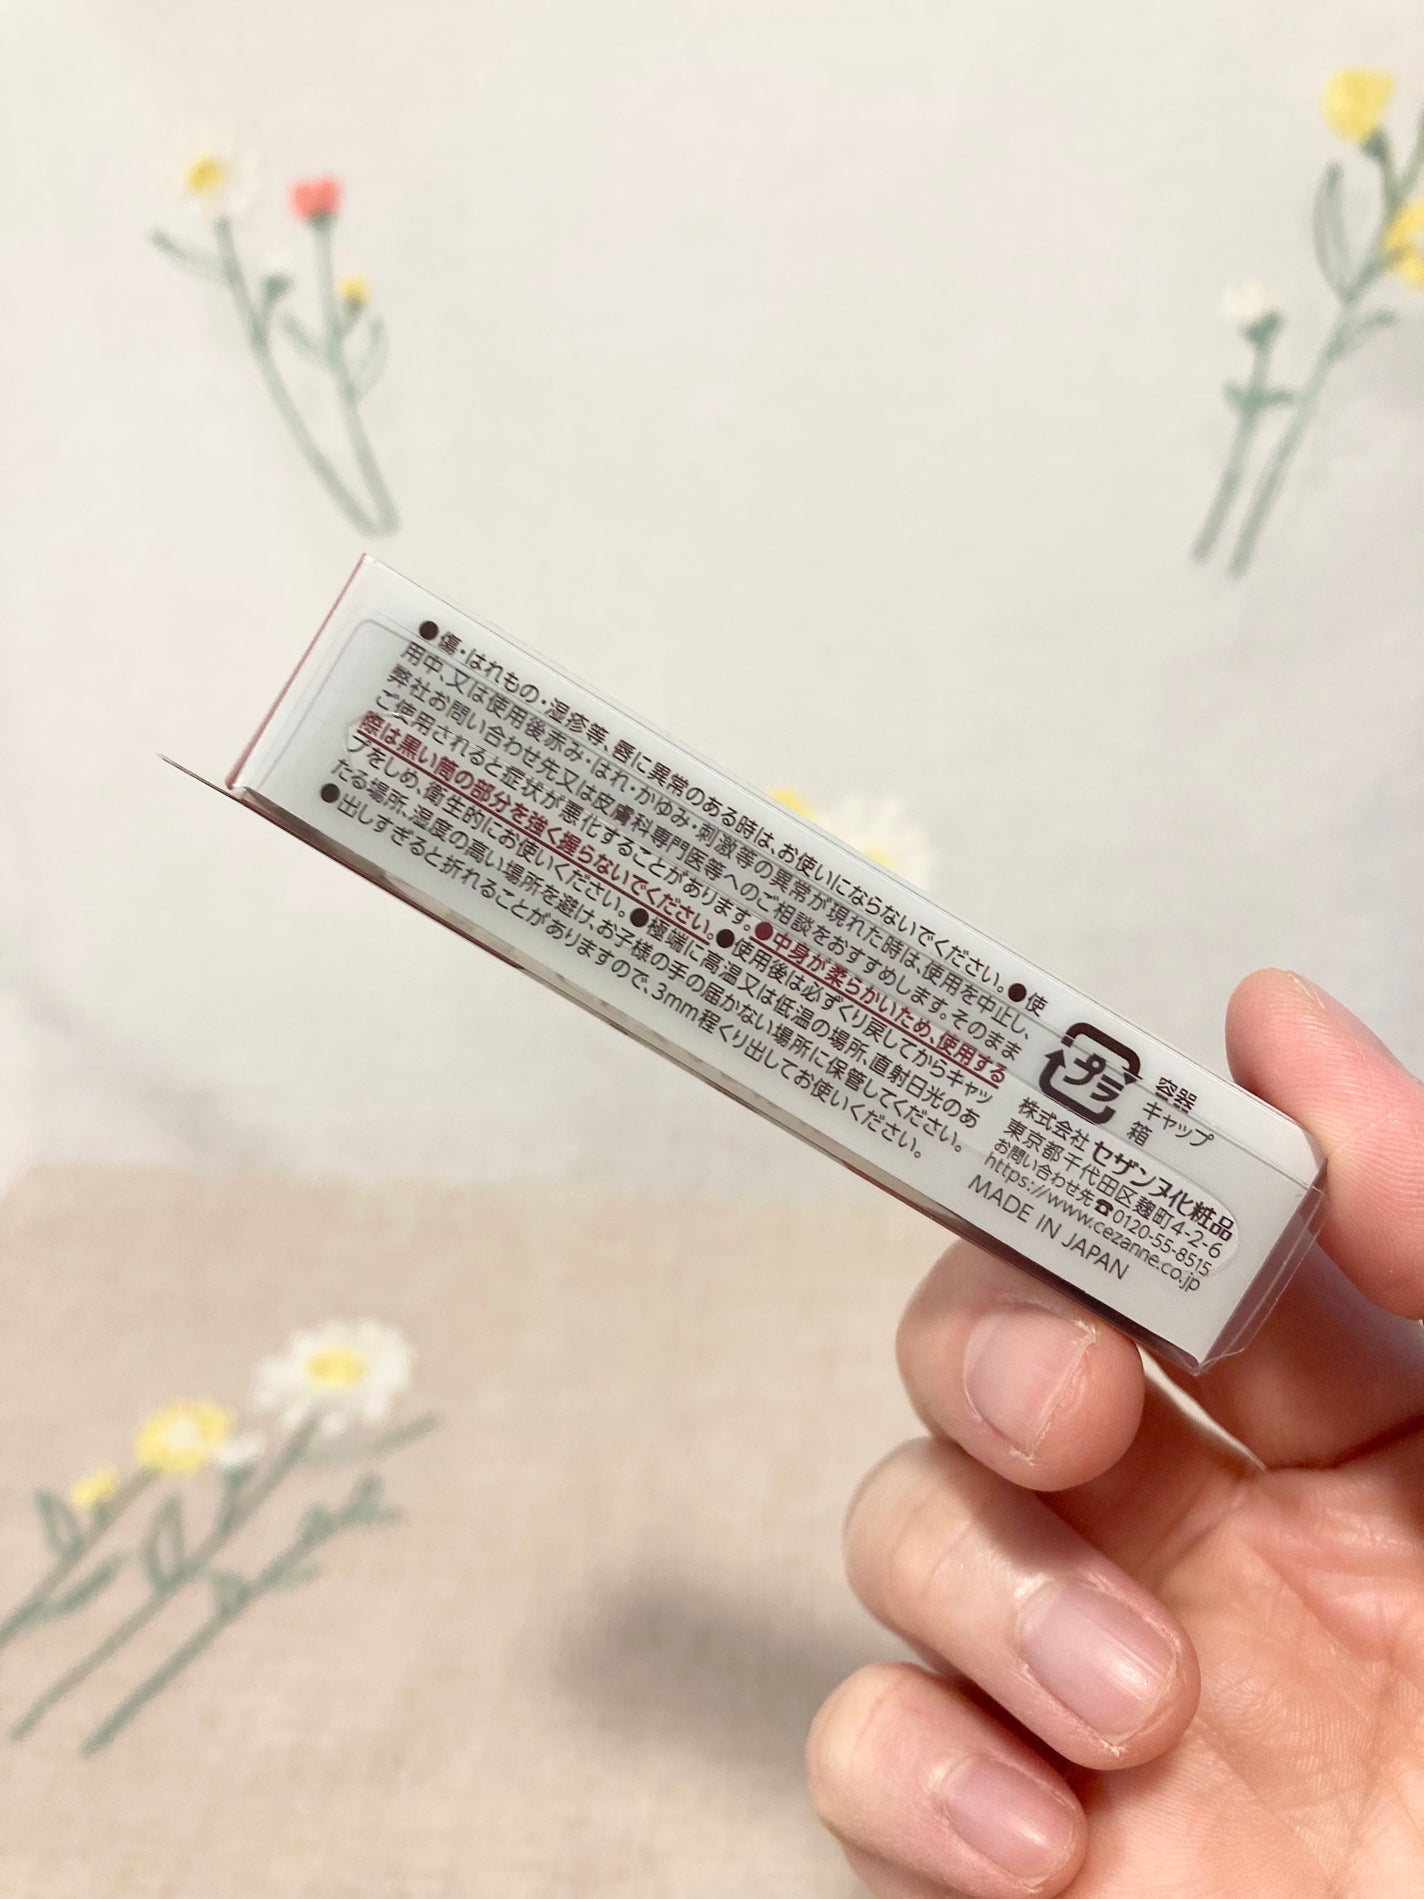 ●傷・はれもの・湿疹等、唇に異常のある時は、お使いにならないでください。●使
用中、又は使用後赤み・はれ・かゆみ・刺激等の異常が現れた時は、使用を中止し、
弊社お問い合わせ先又は皮膚科専門医等へのご相談をおすすめします。そのまま
ご使用されると症状が悪化することがあります。●中身が柔らかいため、使用する
際は黒い筒の部分を強く握らないでください。●使用後は必ずくり戻してからキャッ
プをしめ、衛生的にお使いください。●極端に高温又は低温の場所、直射日光のあ
たる場所、湿度の高い場所を避け、お子様の手の届かない場所に保管してください。
●出しすぎると折れることがありますので、3mm程くり出してお使いください。
プラ
容器
キャップ
箱
株式会社 セザンヌ化粧品
東京都千代田区麹町4-2-6
お問い合わせ先☎0120-55-8515
https://www.cezanne.co.jp
MADE IN JAPAN